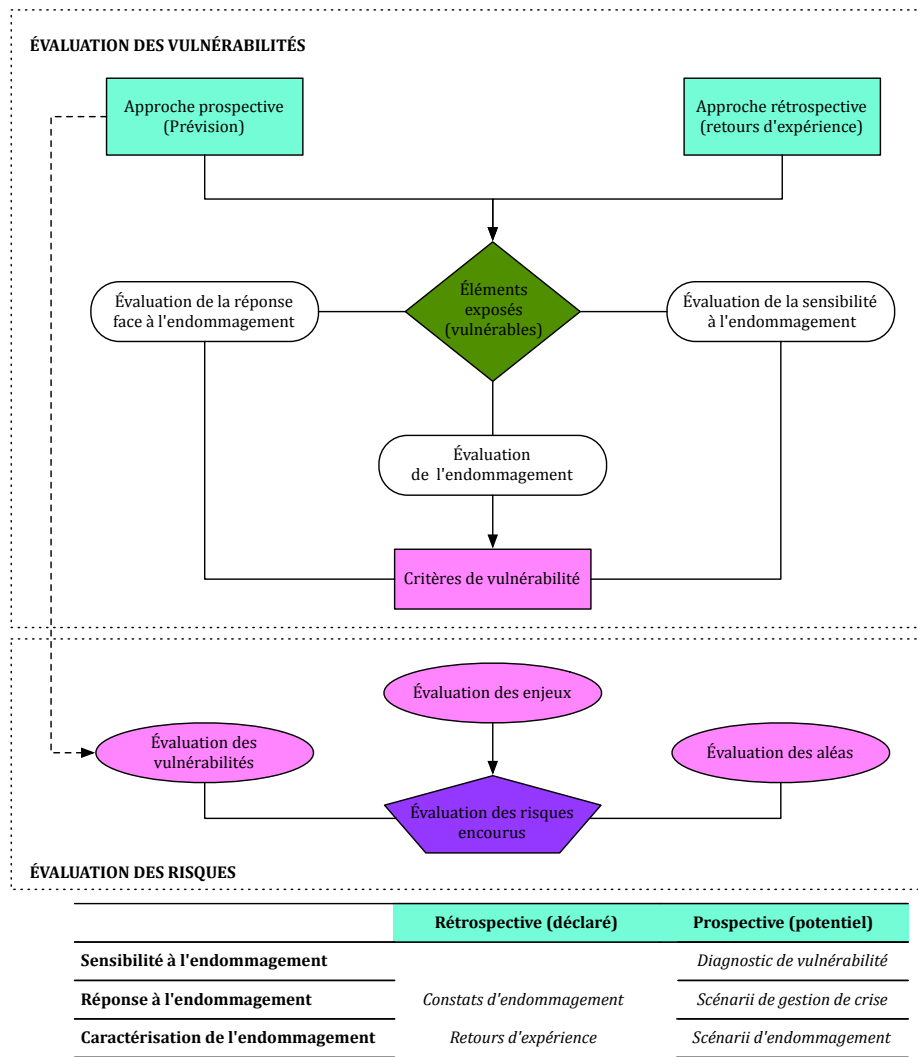 ÉVALUATION DES VULNÉRABILITÉS
Approche prospective
(Prévision)
Approche rétrospective
(retours d'expérience)
Éléments
exposés
(vulnérables)
Évaluation de la réponse
face à l'endommagement
Évaluation de la sensibilité
à l'endommagement
Évaluation
de l'endommagement
Critères de vulnérabilité
Évaluation des enjeux
Évaluation des
vulnérabilités
Évaluation des aléas
Évaluation des risques
encourus
ÉVALUATION DES RISQUES
Rétrospective (déclaré) Prospective (potentiel)
Sensibilité à l'endommagement Diagnostic de vulnérabilité
Réponse à l'endommagement Constats d'endommagement Scénarii de gestion de crise
Caractérisation de l'endommagement Retours d'expérience Scénarii d'endommagement